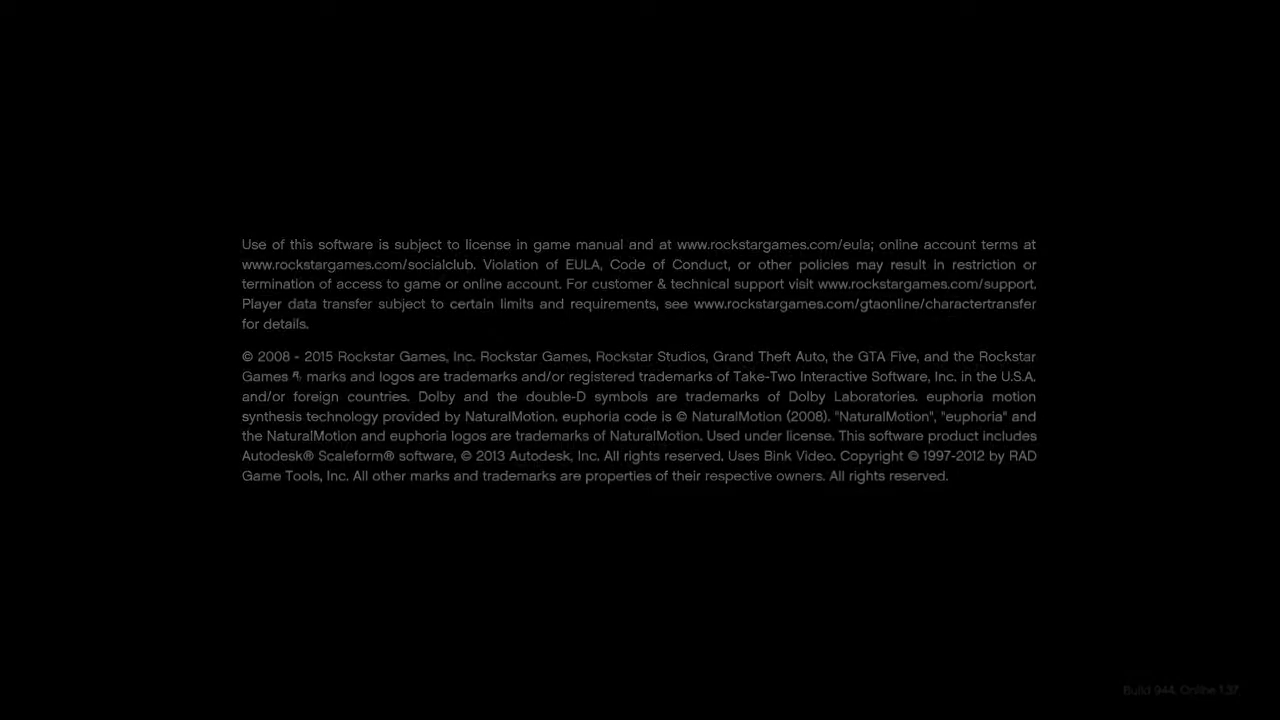 Use of this software is subject to license in game manual and at www.rockstargames.com/eula; online account terms at
www.rockstargames.com/socialclub. Violation of EULA, Code of Conduct, or other policies may result in restriction or
termination of access to game or online account. For customer & technical support visit www.rockstargames.com/support.
Player data transfer subject to certain limits and requirements, see www.rockstargames.com/gtaonline/charactertransfer
for details.
© 2008 - 2015 Rockstar Games, Inc. Rockstar Games, Rockstar Studios, Grand Theft Auto, the GTA Five, and the Rockstar
Games R* marks and logos are trademarks and/or registered trademarks of Take-Two Interactive Software, Inc. in the U.S.A.
and/or foreign countries. Dolby and the double-D symbols are trademarks of Dolby Laboratories. euphoria motion
synthesis technology provided by NaturalMotion. euphoria code is © NaturalMotion (2008). "NaturalMotion", "euphoria" and
the NaturalMotion and euphoria logos are trademarks of NaturalMotion. Used under license. This software product includes
Autodesk® Scaleform® software, © 2013 Autodesk, Inc. All rights reserved. Uses Bink Video. Copyright © 1997-2012 by RAD
Game Tools, Inc. All other marks and trademarks are properties of their respective owners. All rights reserved.
Build 944, Online 1.37